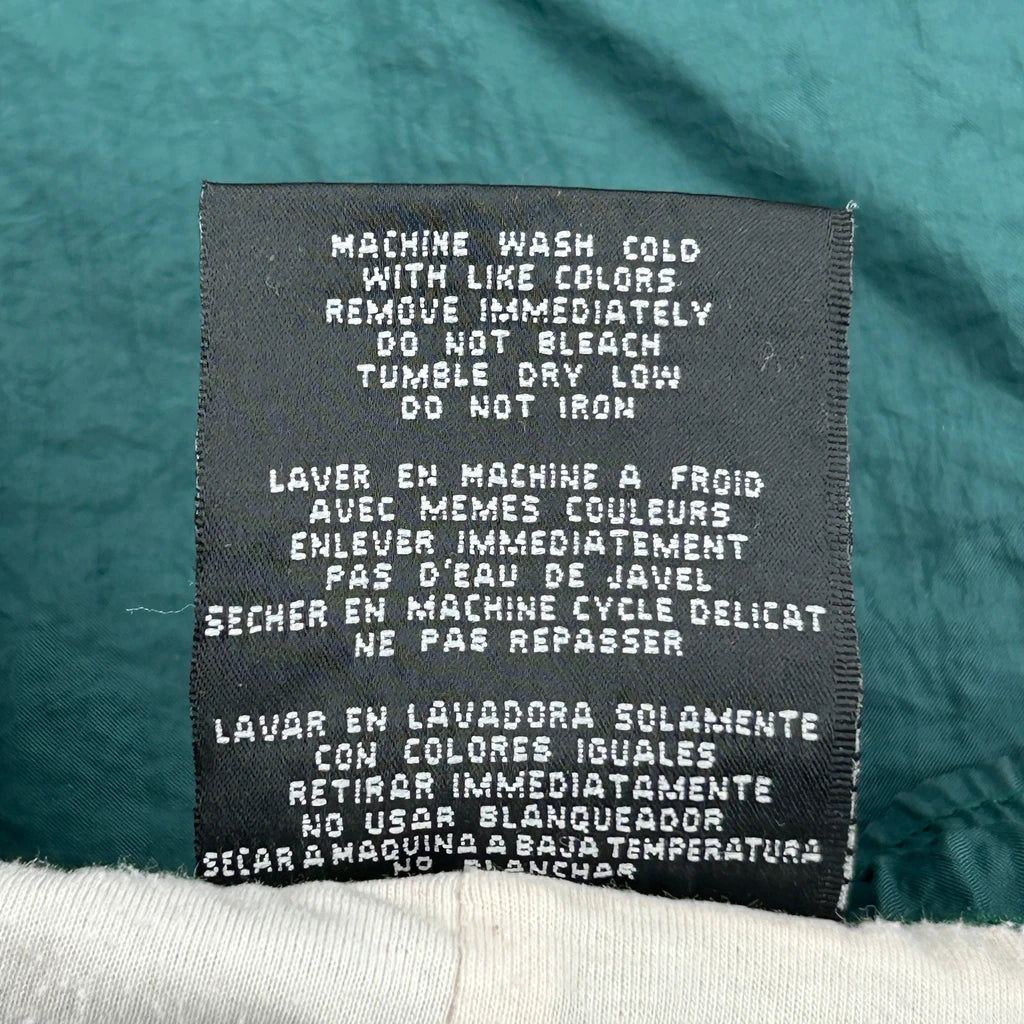 MACHINE WASH COLD
WITH LIKE COLORS
REMOVE IMMEDIATELY
DO NOT BLEACH
TUMBLE DRY LOW
DO NOT IRON
LAVER EN MACHINE A FROID
AVEC MEMES COULEURS
ENLEVER IMMEDIATEMENT
PAS D'EAU DE JAVEL
SECHER EN MACHINE CYCLE DELICAT
NE PAS REPASSER
LAVAR EN LAVADORA SOLAMENTE
CON COLORES IGUALES
RETIRAR IMMEDIATAMENTE
NO USAR BLANQUEADOR
SECAR A MAQUINA A BAJA TEMPERATURA
NO PLANCHAR